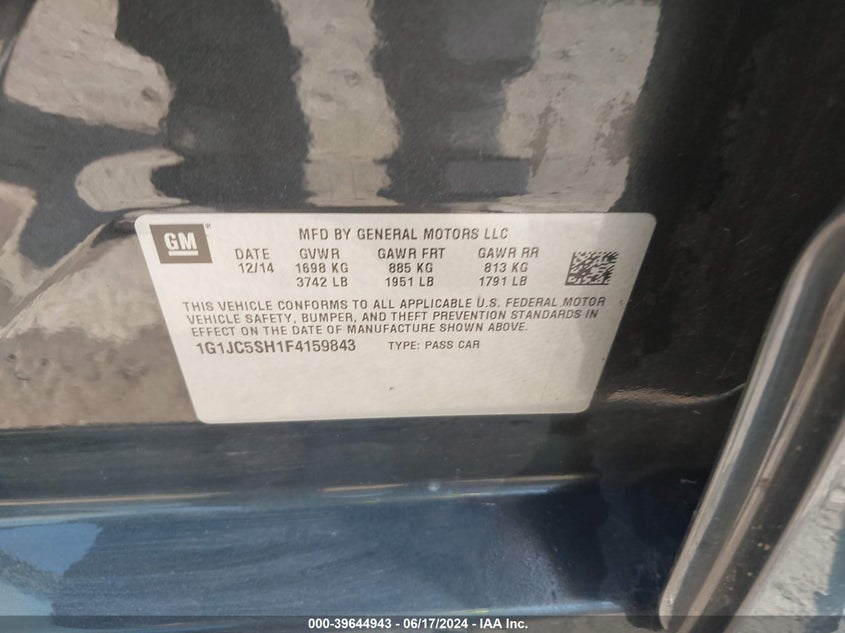 GM®
MFD BY GENERAL MOTORS LLC
DATE GVWR GAWR FRT GAWR RR
12/14 1698 KG 885 KG 813 KG
3742 LB 1951 LB 1791 LB
THIS VEHICLE CONFORMS TO ALL APPLICABLE U.S. FEDERAL MOTOR
VEHICLE SAFETY, BUMPER, AND THEFT PREVENTION STANDARDS IN
EFFECT ON THE DATE OF MANUFACTURE SHOWN ABOVE.
1G1JC5SH1F4159843 TYPE: PASS CAR
000-39644943 - 06/17/2024 - IAA Inc.